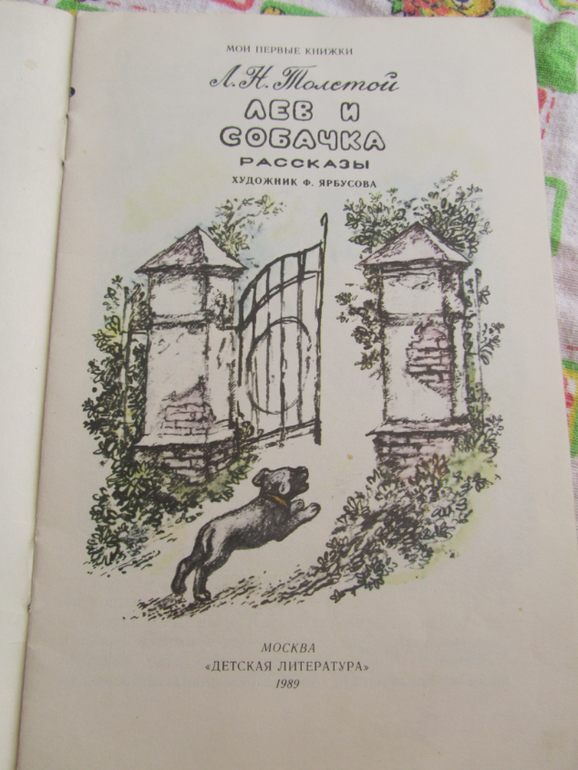 МОИ ПЕРВЫЕ КНИЖКИ
Л. Н. Толстой
ЛЕВ И
СОБАЧКА
РАССКАЗЫ
ХУДОЖНИК Ф. ЯРБУСОВА
МОСКВА
«ДЕТСКАЯ ЛИТЕРАТУРА»
1989